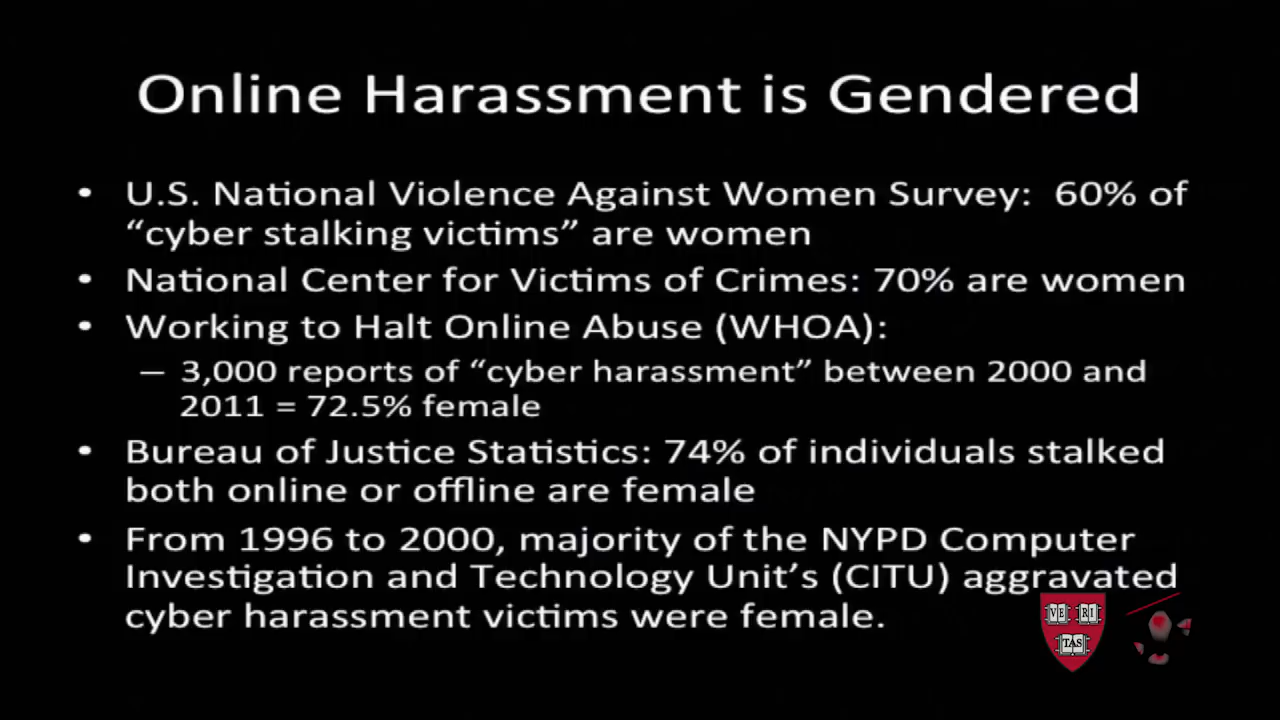 Online Harassment is Gendered
• U.S. National Violence Against Women Survey:  60% of
“cyber stalking victims” are women
• National Center for Victims of Crimes: 70% are women
• Working to Halt Online Abuse (WHOA):
– 3,000 reports of “cyber harassment” between 2000 and
2011 = 72.5% female
• Bureau of Justice Statistics: 74% of individuals stalked
both online or offline are female
• From 1996 to 2000, majority of the NYPD Computer
Investigation and Technology Unit’s (CITU) aggravated
cyber harassment victims were female.
VE RI
TAS